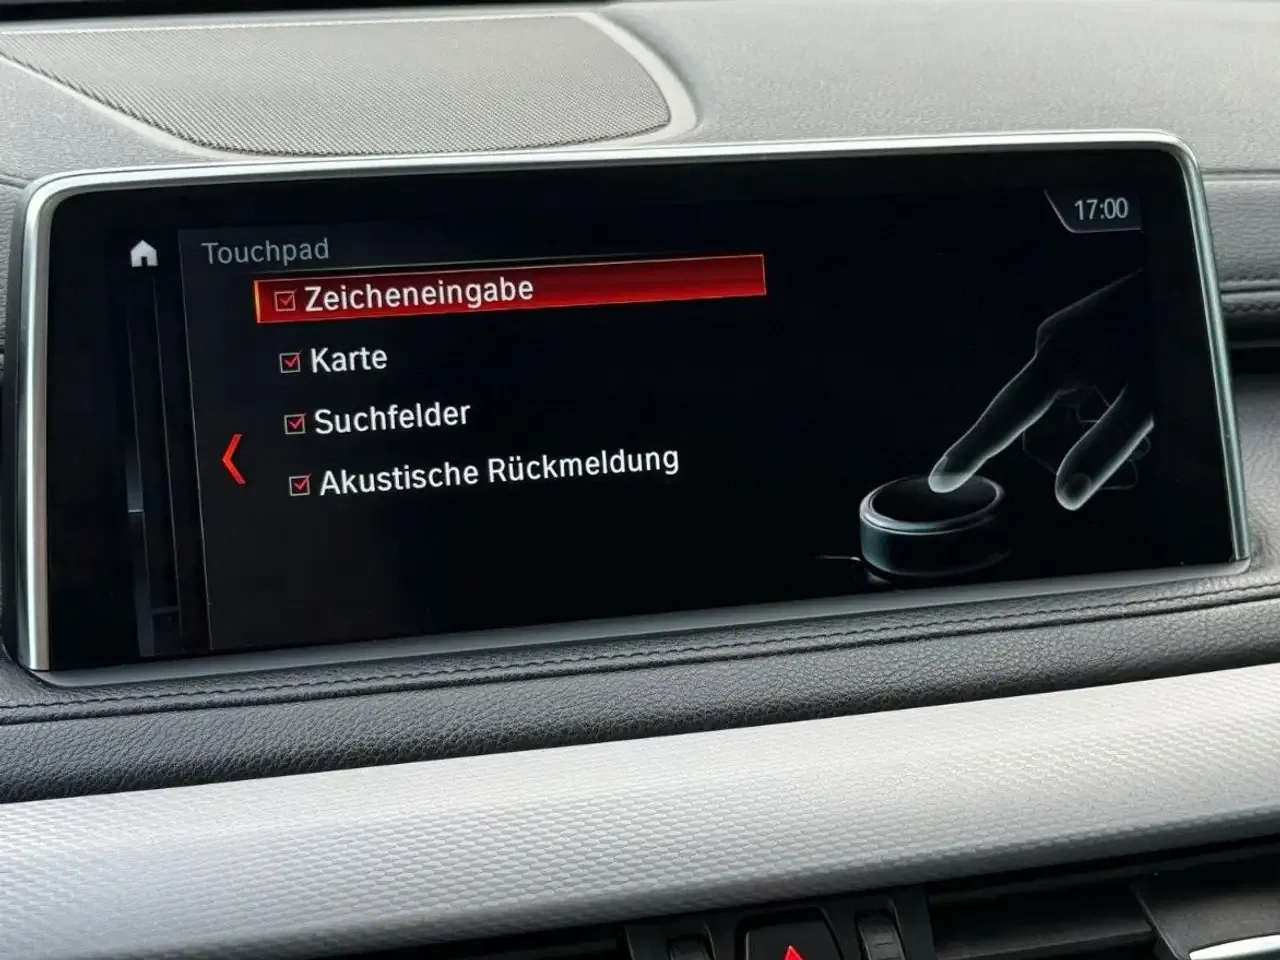 Touchpad
17:00
Zeicheneingabe
Karte
Suchfelder
Akustische Rückmeldung